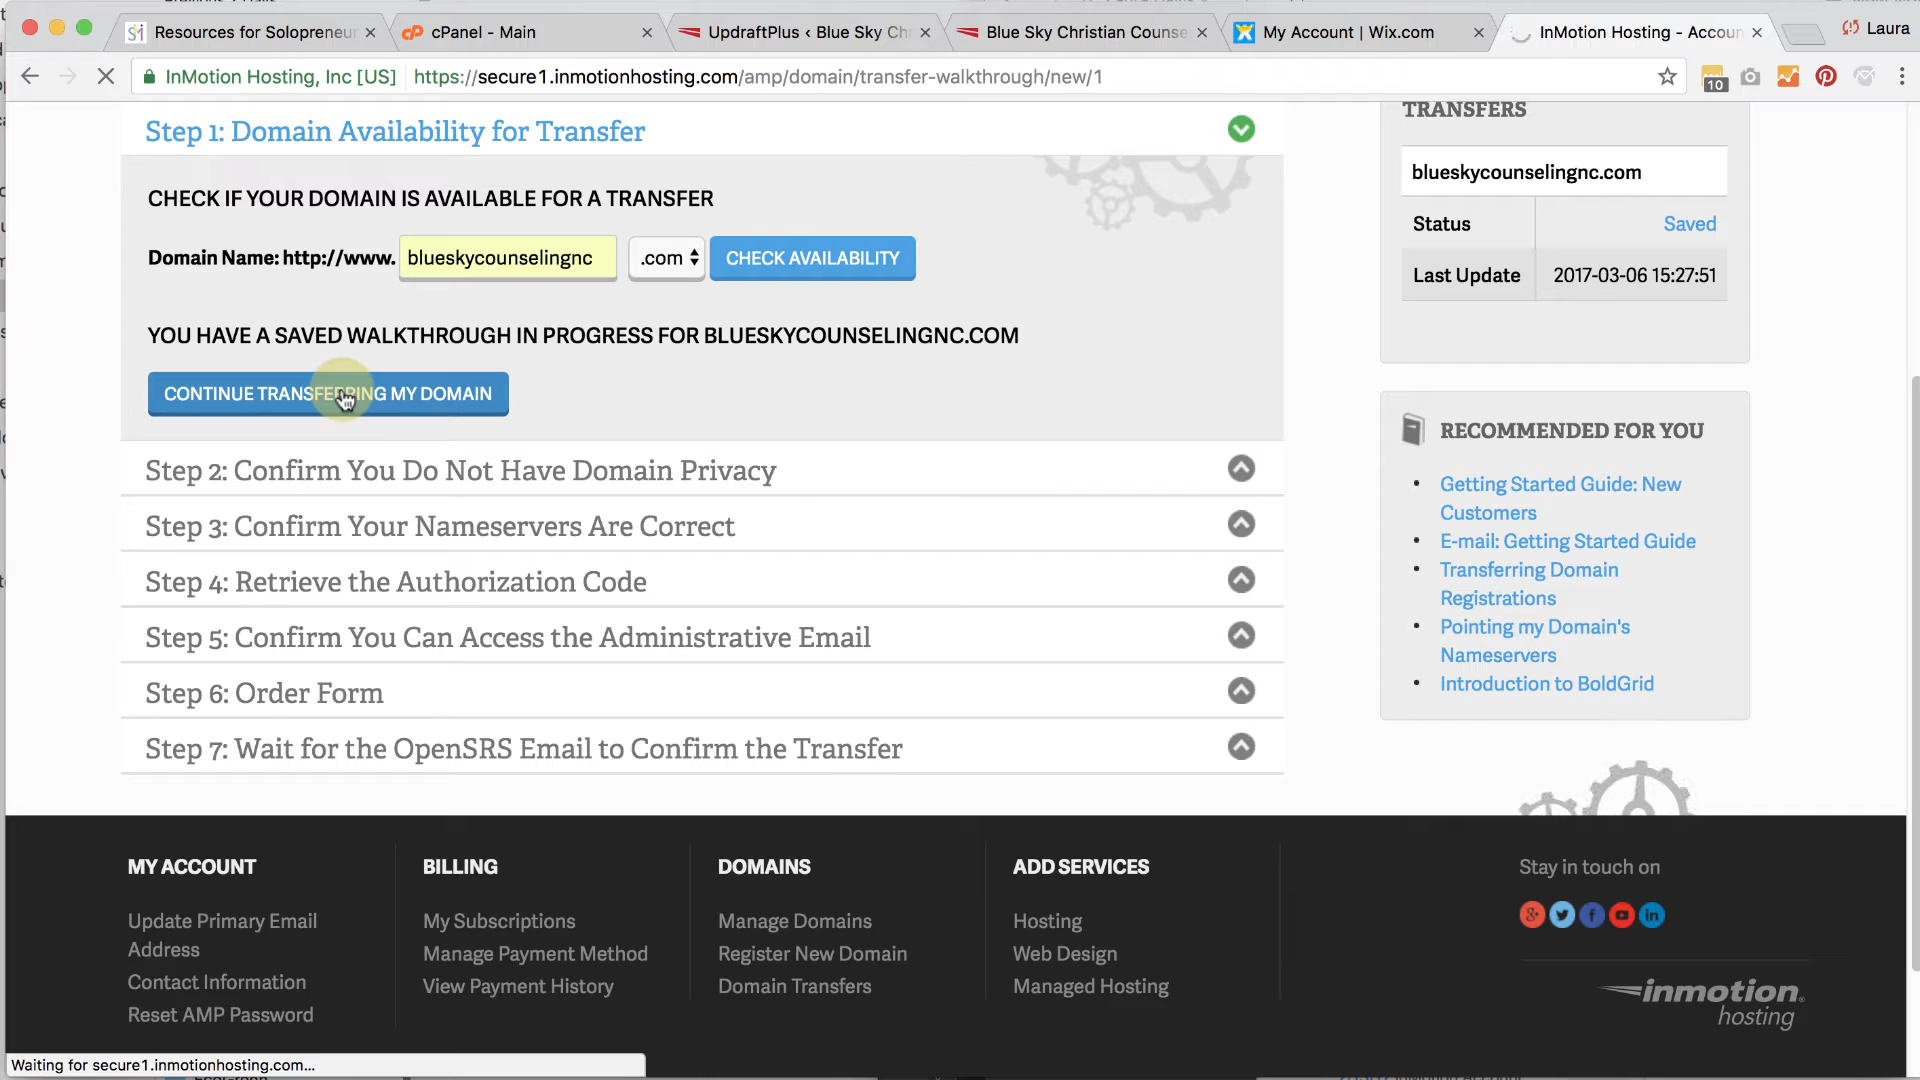 Resources for Solopreneur
cPanel - Main
UpdraftPlus ‹ Blue Sky Ch
Blue Sky Christian Counse
My Account | Wix.com
InMotion Hosting - Accoun
Laura
InMotion Hosting, Inc [US]
https://secure1.inmotionhosting.com/amp/domain/transfer-walkthrough/new/1
10
Step 1: Domain Availability for Transfer
CHECK IF YOUR DOMAIN IS AVAILABLE FOR A TRANSFER
Domain Name: http://www. blueskycounselingnc .com CHECK AVAILABILITY
YOU HAVE A SAVED WALKTHROUGH IN PROGRESS FOR BLUESKYCOUNSELINGNC.COM
CONTINUE TRANSFERRING MY DOMAIN
Step 2: Confirm You Do Not Have Domain Privacy
Step 3: Confirm Your Nameservers Are Correct
Step 4: Retrieve the Authorization Code
Step 5: Confirm You Can Access the Administrative Email
Step 6: Order Form
Step 7: Wait for the OpenSRS Email to Confirm the Transfer
TRANSFERS
blueskycounselingnc.com
Status Saved
Last Update 2017-03-06 15:27:51
RECOMMENDED FOR YOU
• Getting Started Guide: New
Customers
• E-mail: Getting Started Guide
• Transferring Domain
Registrations
• Pointing my Domain's
Nameservers
• Introduction to BoldGrid
MY ACCOUNT
Update Primary Email
Address
Contact Information
Reset AMP Password
BILLING
My Subscriptions
Manage Payment Method
View Payment History
DOMAINS
Manage Domains
Register New Domain
Domain Transfers
ADD SERVICES
Hosting
Web Design
Managed Hosting
Stay in touch on
inmotion
hosting
Waiting for secure1.inmotionhosting.com...